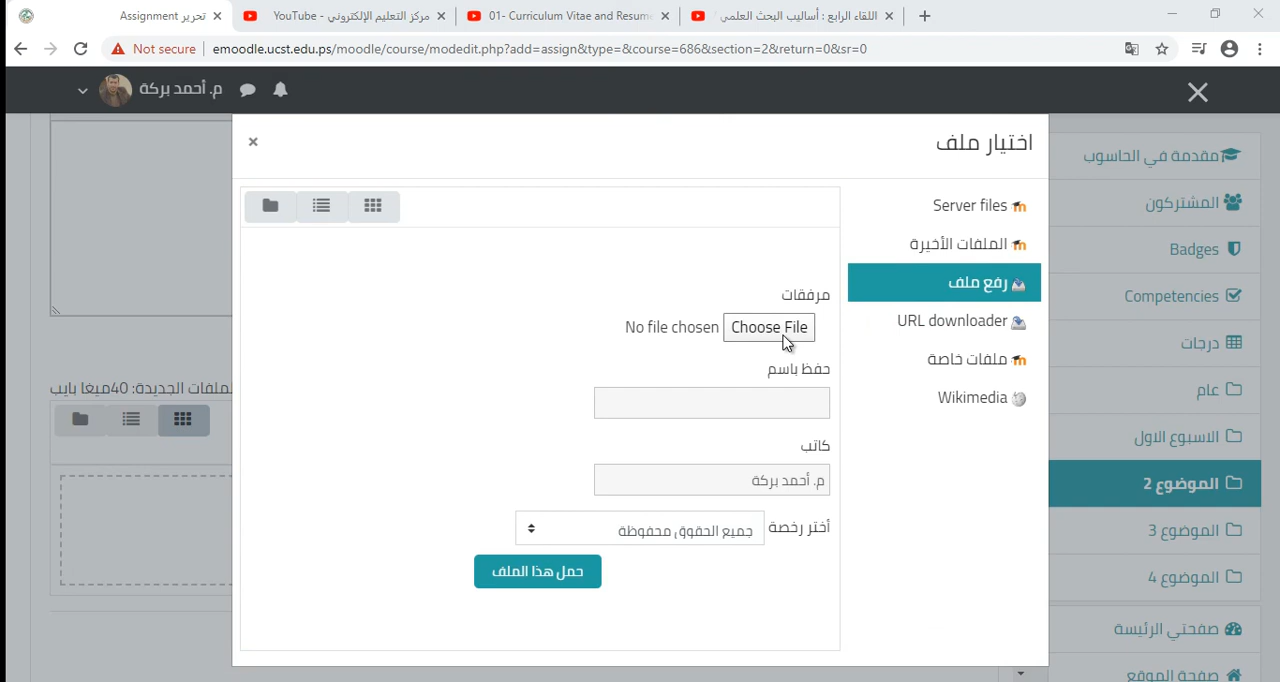 تحرير Assignment
مركز التعليم الإلكتروني - YouTube
01- Curriculum Vitae and Resume
اللقاء الرابع : أساليب البحث العلمي
Not secure
emoodle.ucst.edu.ps/moodle/course/modedit.php?add=assign&type=&course=686&section=2&return=0&sr=0
م. أحمد بركة
اختيار ملف
Server files
الملفات الأخيرة
رفع ملف
URL downloader
ملفات خاصة
Wikimedia
مرفقات
Choose File No file chosen
حفظ باسم
كاتب
م. أحمد بركة
أختر رخصة
جميع الحقوق محفوظة
حمل هذا الملف
مقدمة في الحاسوب
المشتركون
Badges
Competencies
درجات
عام
الاسبوع الاول
الموضوع 2
الموضوع 3
الموضوع 4
صفحتي الرئيسة
صفحة الموقع
لملفات الجديدة: 40ميغا بايب